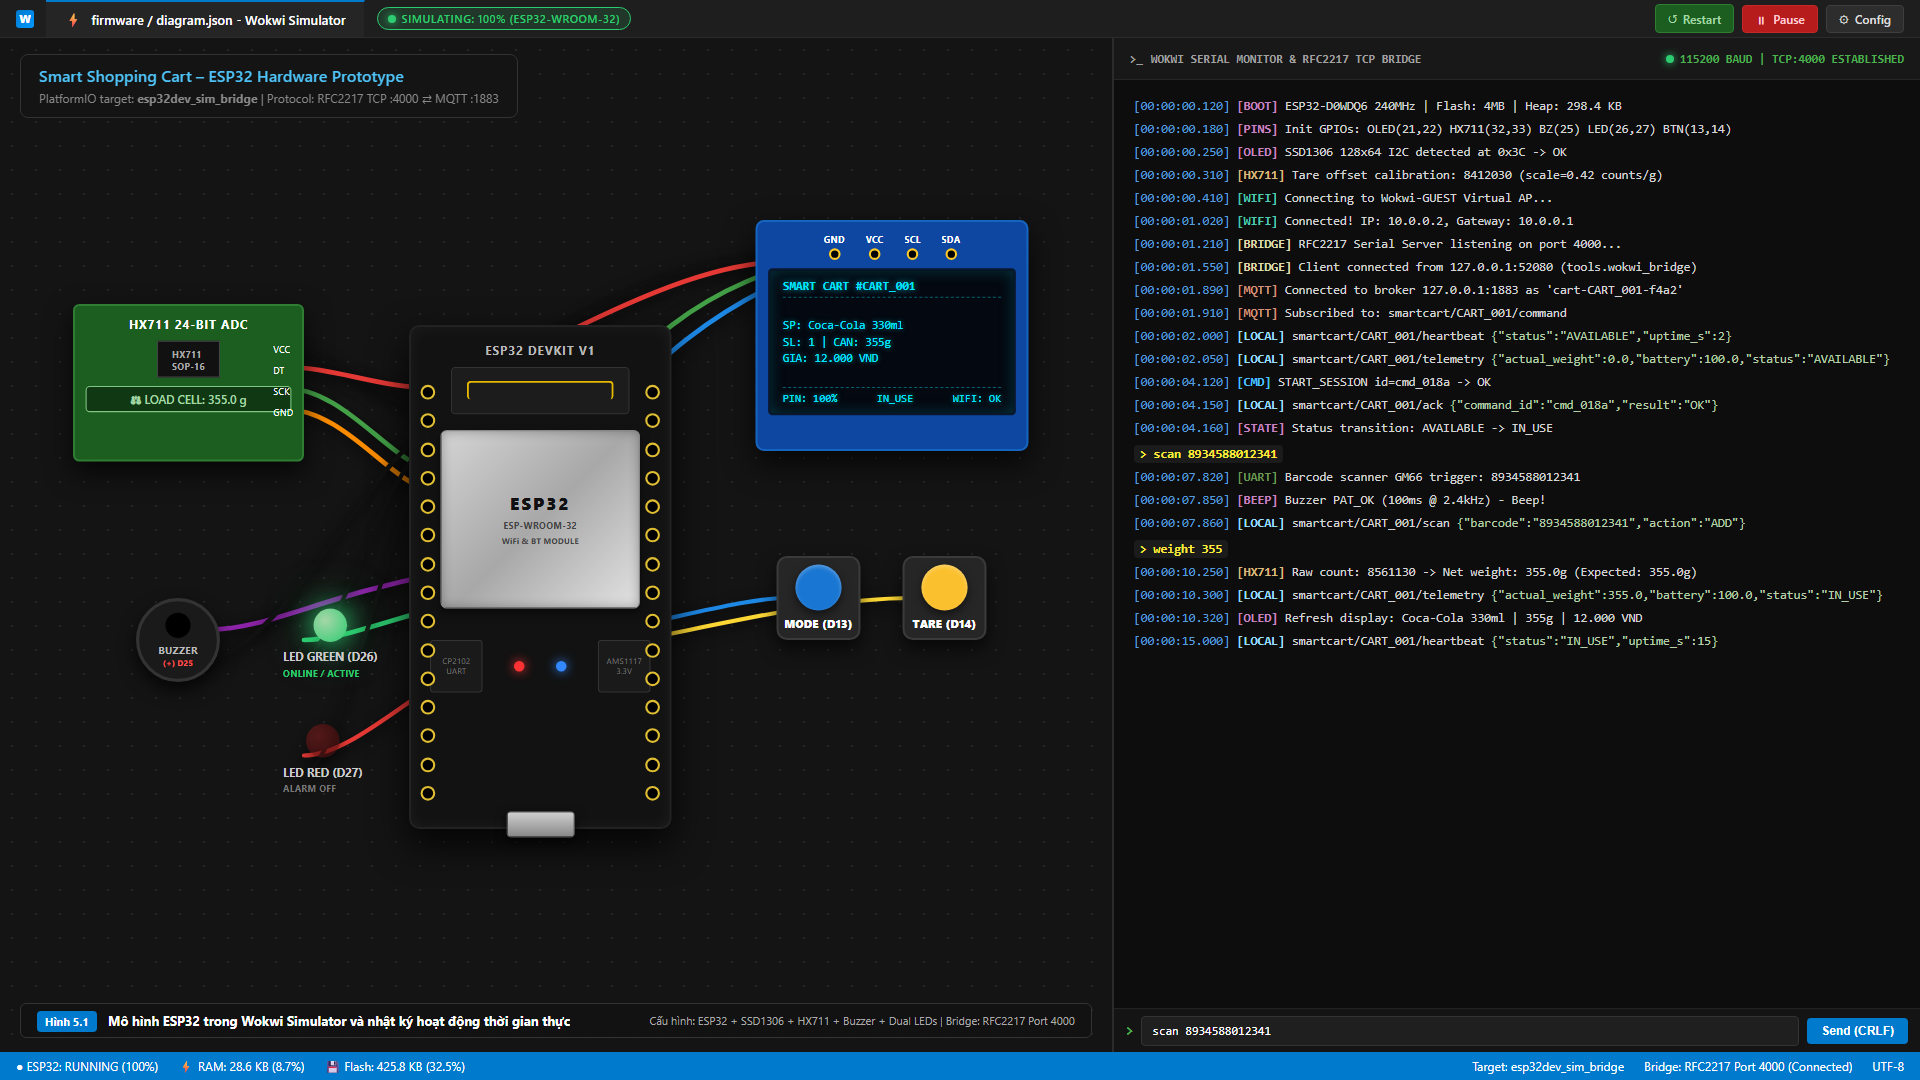 W
firmware / diagram.json - Wokwi Simulator
SIMULATING: 100% (ESP32-WROOM-32)
↺ Restart
⏸ Pause
⚙ Config
Smart Shopping Cart – ESP32 Hardware Prototype
PlatformIO target: esp32dev_sim_bridge | Protocol: RFC2217 TCP :4000 ⇄ MQTT :1883
HX711 24-BIT ADC
HX711
SOP-16
VCC
DT
SCK
GND
LOAD CELL: 355.0 g
ESP32 DEVKIT V1
ESP32
ESP-WROOM-32
WiFi & BT MODULE
CP2102
UART
AMS1117
3.3V
GND VCC SCL SDA
SMART CART #CART_001
SP: Coca-Cola 330ml
SL: 1 | CAN: 355g
GIA: 12.000 VND
PIN: 100% IN_USE WIFI: OK
BUZZER
(+) D25
LED GREEN (D26)
ONLINE / ACTIVE
LED RED (D27)
ALARM OFF
MODE (D13)
TARE (D14)
Hình 5.1
Mô hình ESP32 trong Wokwi Simulator và nhật ký hoạt động thời gian thực
Cấu hình: ESP32 + SSD1306 + HX711 + Buzzer + Dual LEDs | Bridge: RFC2217 Port 4000
>_ WOKWI SERIAL MONITOR & RFC2217 TCP BRIDGE
115200 BAUD | TCP:4000 ESTABLISHED
[00:00:00.120] [BOOT] ESP32-D0WDQ6 240MHz | Flash: 4MB | Heap: 298.4 KB
[00:00:00.180] [PINS] Init GPIOs: OLED(21,22) HX711(32,33) BZ(25) LED(26,27) BTN(13,14)
[00:00:00.250] [OLED] SSD1306 128x64 I2C detected at 0x3C -> OK
[00:00:00.310] [HX711] Tare offset calibration: 8412030 (scale=0.42 counts/g)
[00:00:00.410] [WIFI] Connecting to Wokwi-GUEST Virtual AP...
[00:00:01.020] [WIFI] Connected! IP: 10.0.0.2, Gateway: 10.0.0.1
[00:00:01.210] [BRIDGE] RFC2217 Serial Server listening on port 4000...
[00:00:01.550] [BRIDGE] Client connected from 127.0.0.1:52080 (tools.wokwi_bridge)
[00:00:01.890] [MQTT] Connected to broker 127.0.0.1:1883 as 'cart-CART_001-f4a2'
[00:00:01.910] [MQTT] Subscribed to: smartcart/CART_001/command
[00:00:02.000] [LOCAL] smartcart/CART_001/heartbeat {"status":"AVAILABLE","uptime_s":2}
[00:00:02.050] [LOCAL] smartcart/CART_001/telemetry {"actual_weight":0.0,"battery":100.0,"status":"AVAILABLE"}
[00:00:04.120] [CMD] START_SESSION id=cmd_018a -> OK
[00:00:04.150] [LOCAL] smartcart/CART_001/ack {"command_id":"cmd_018a","result":"OK"}
[00:00:04.160] [STATE] Status transition: AVAILABLE -> IN_USE
> scan 8934588012341
[00:00:07.820] [UART] Barcode scanner GM66 trigger: 8934588012341
[00:00:07.850] [BEEP] Buzzer PAT_OK (100ms @ 2.4kHz) - Beep!
[00:00:07.860] [LOCAL] smartcart/CART_001/scan {"barcode":"8934588012341","action":"ADD"}
> weight 355
[00:00:10.250] [HX711] Raw count: 8561130 -> Net weight: 355.0g (Expected: 355.0g)
[00:00:10.300] [LOCAL] smartcart/CART_001/telemetry {"actual_weight":355.0,"battery":100.0,"status":"IN_USE"}
[00:00:10.320] [OLED] Refresh display: Coca-Cola 330ml | 355g | 12.000 VND
[00:00:15.000] [LOCAL] smartcart/CART_001/heartbeat {"status":"IN_USE","uptime_s":15}
> scan 8934588012341
Send (CRLF)
● ESP32: RUNNING (100%)
RAM: 28.6 KB (8.7%)
Flash: 425.8 KB (32.5%)
Target: esp32dev_sim_bridge
Bridge: RFC2217 Port 4000 (Connected)
UTF-8